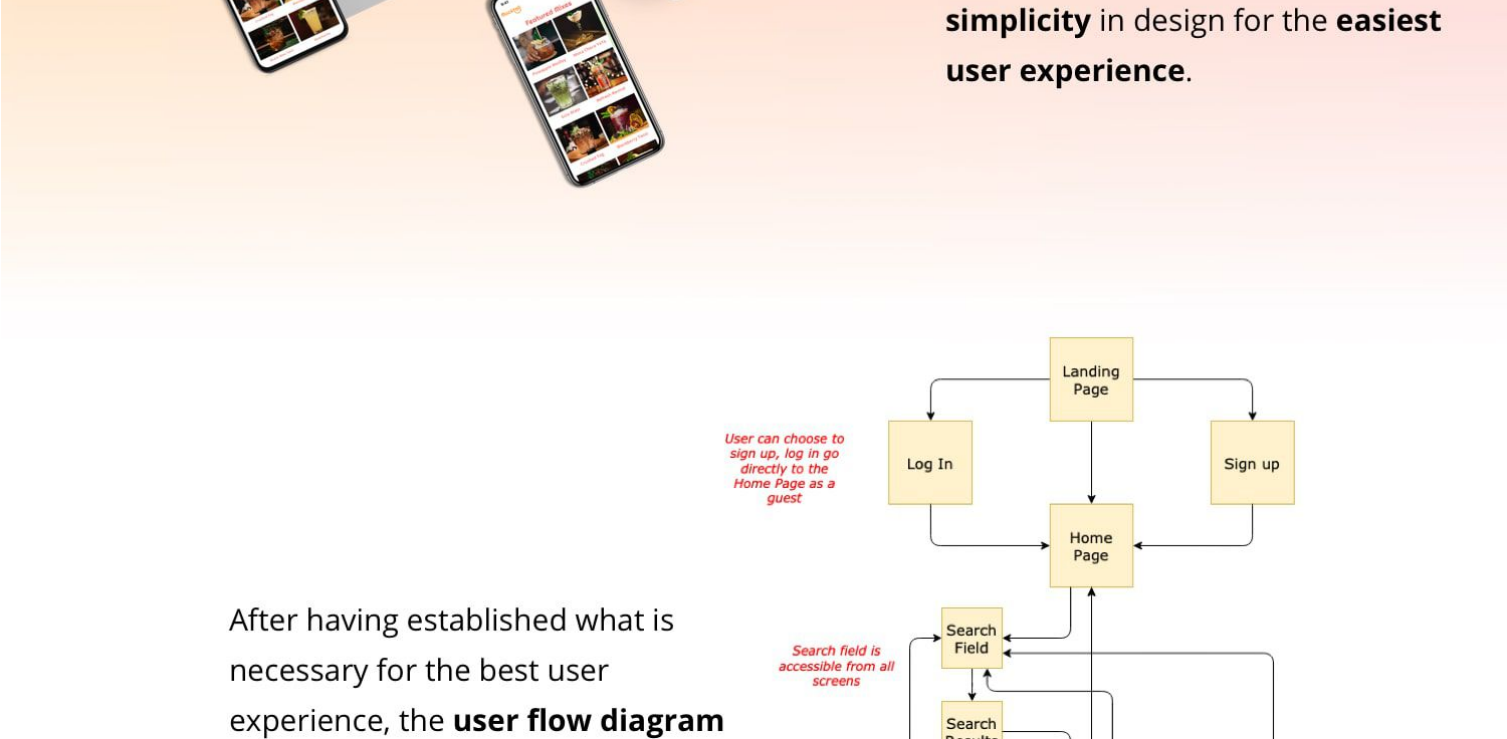 simplicity in design for the easiest
user experience.
Featured Mixes
Landing
Page
User can choose to
sign up, log in go
directly to the
Home Page as a
guest
Log In
Sign up
Home
Page
After having established what is
necessary for the best user
experience, the user flow diagram
Search
Field
Search field is
accessible from all
screens
Search
Results